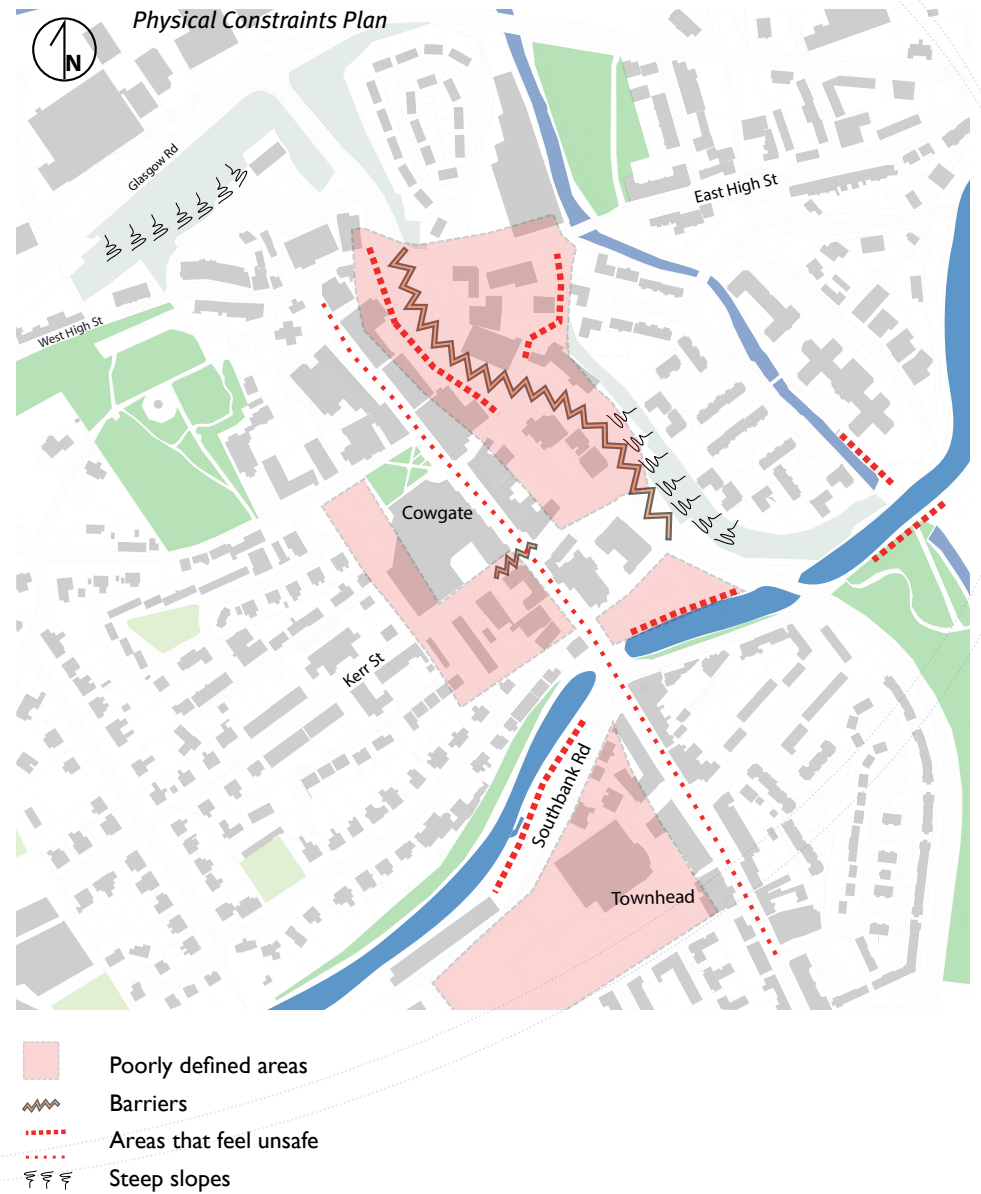 Physical Constraints Plan
N
Glasgow Rd
East High St
West High St
Cowgate
Kerr St
Southbank Rd
Townhead
Poorly defined areas
Barriers
Areas that feel unsafe
Steep slopes